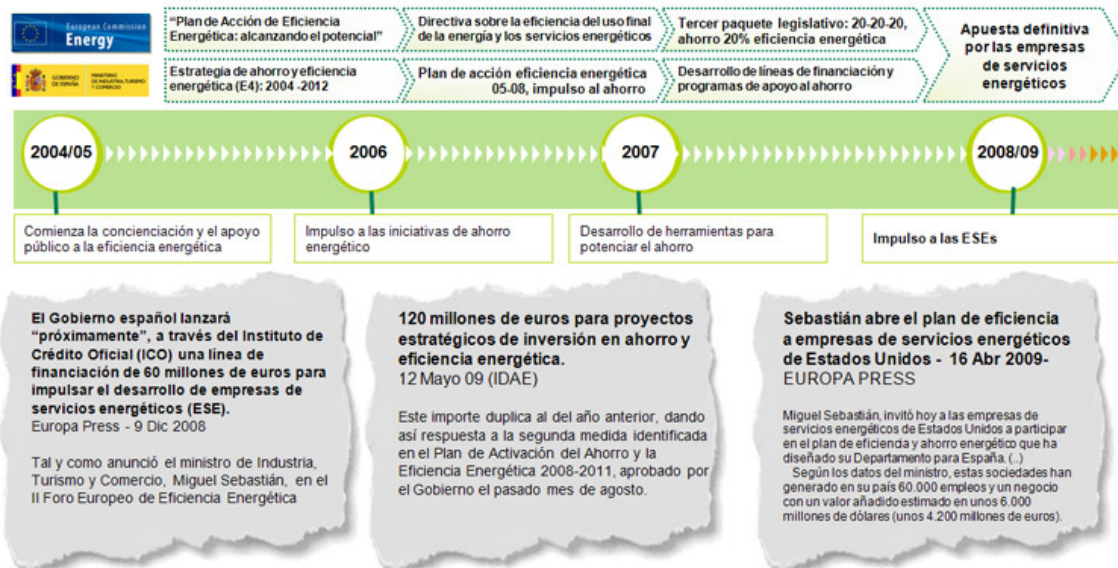 European Commission
Energy
"Plan de Acción de Eficiencia
Energética: alcanzando el potencial"
Directiva sobre la eficiencia del uso final
de la energía y los servicios energéticos
Tercer paquete legislativo: 20-20-20,
ahorro 20% eficiencia energética
Apuesta definitiva
por las empresas
de servicios
energéticos
GOBIERNO
DE ESPAÑA
MINISTERIO
DE INDUSTRIA, TURISMO
Y COMERCIO
Estrategia de ahorro y eficiencia
energética (E4): 2004 -2012
Plan de acción eficiencia energética
05-08, impulso al ahorro
Desarrollo de líneas de financiación y
programas de apoyo al ahorro
2004/05
2006
2007
2008/09
Comienza la concienciación y el apoyo
público a la eficiencia energética
Impulso a las iniciativas de ahorro
energético
Desarrollo de herramientas para
potenciar el ahorro
Impulso a las ESEs
El Gobierno español lanzará
"próximamente", a través del Instituto de
Crédito Oficial (ICO) una línea de
financiación de 60 millones de euros para
impulsar el desarrollo de empresas de
servicios energéticos (ESE).
Europa Press - 9 Dic 2008
Tal y como anunció el ministro de Industria,
Turismo y Comercio, Miguel Sebastián, en el
II Foro Europeo de Eficiencia Energética
120 millones de euros para proyectos
estratégicos de inversión en ahorro y
eficiencia energética.
12 Mayo 09 (IDAE)
Este importe duplica al del año anterior, dando
así respuesta a la segunda medida identificada
en el Plan de Activación del Ahorro y la
Eficiencia Energética 2008-2011, aprobado por
el Gobierno el pasado mes de agosto.
Sebastián abre el plan de eficiencia
a empresas de servicios energéticos
de Estados Unidos - 16 Abr 2009-
EUROPA PRESS
Miguel Sebastián, invitó hoy a las empresas de
servicios energéticos de Estados Unidos a participar
en el plan de eficiencia y ahorro energético que ha
diseñado su Departamento para España. (..)
Según los datos del ministro, estas sociedades han
generado en su país 60.000 empleos y un negocio
con un valor añadido estimado en unos 6.000
millones de dólares (unos 4.200 millones de euros).